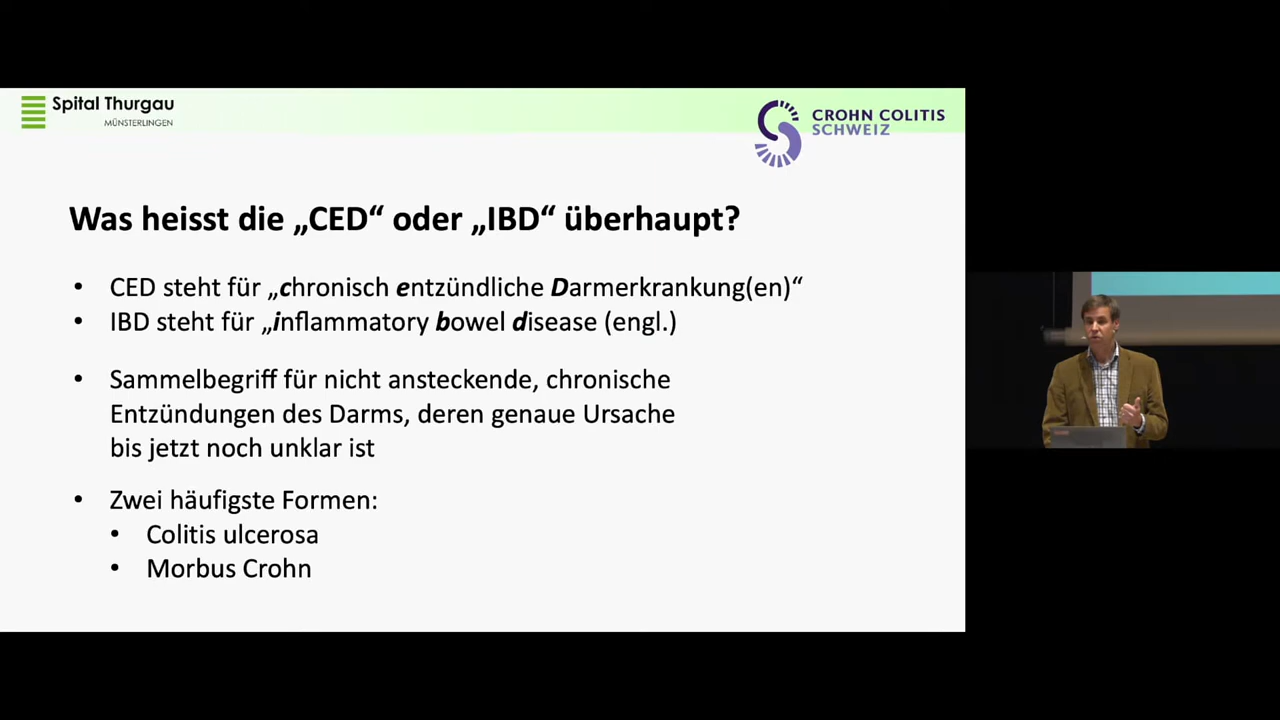 Spital Thurgau
MÜNSTERLINGEN
CROHN COLITIS
SCHWEIZ
Was heisst die „CED“ oder „IBD“ überhaupt?
• CED steht für „chronisch entzündliche Darmerkrankung(en)“
• IBD steht für „inflammatory bowel disease (engl.)
• Sammelbegriff für nicht ansteckende, chronische
Entzündungen des Darms, deren genaue Ursache
bis jetzt noch unklar ist
• Zwei häufigste Formen:
• Colitis ulcerosa
• Morbus Crohn